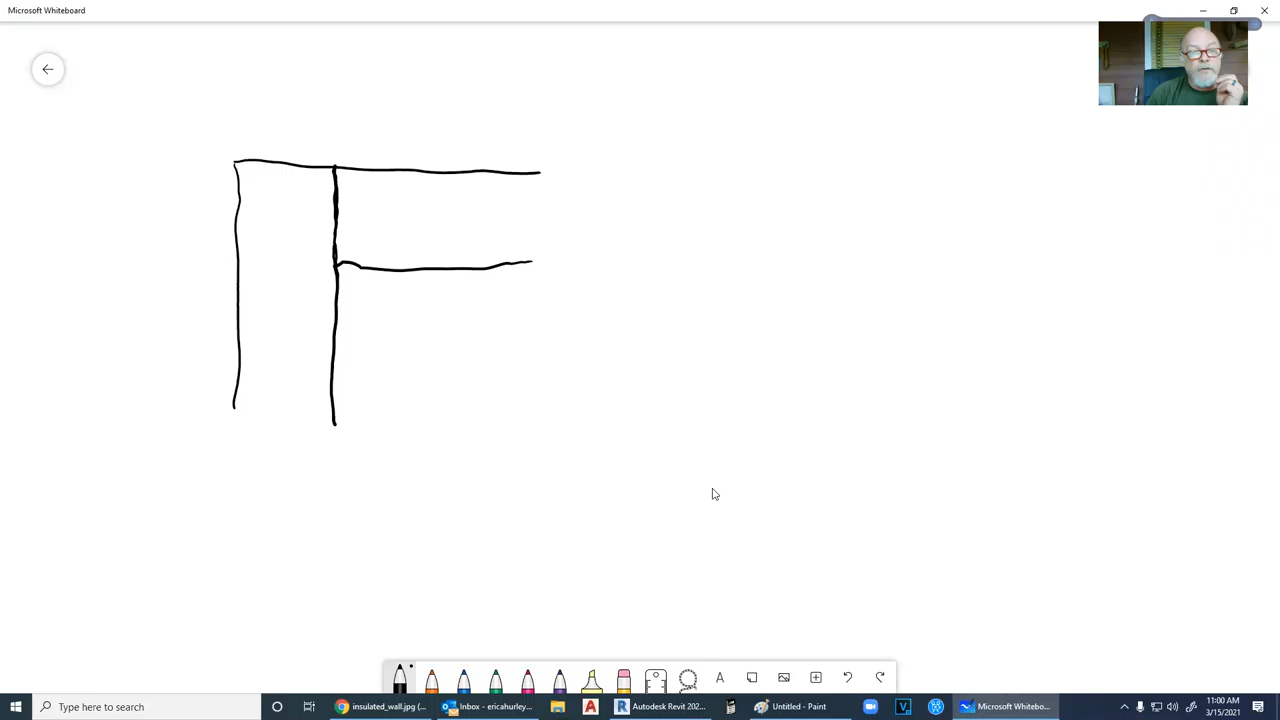 Microsoft Whiteboard
A
Type here to search
insulated_wall.jpg (...
Inbox - ericahurley...
A
R
Autodesk Revit 202...
Untitled - Paint
V
Microsoft Whiteboa...
11:00 AM
3/15/2021